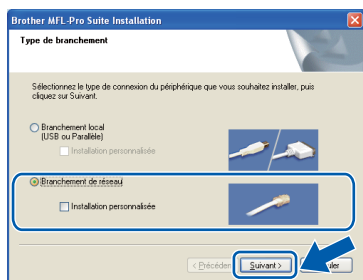 Brother MFL-Pro Suite Installation
Type de branchement
Sélectionnez le type de connexion du périphérique que vous souhaitez installer, puis
cliquez sur Suivant.
Branchement local
(USB ou Parallèle)
Installation personnalisée
Branchement de réseau
Installation personnalisée
< Précédent Suivant >